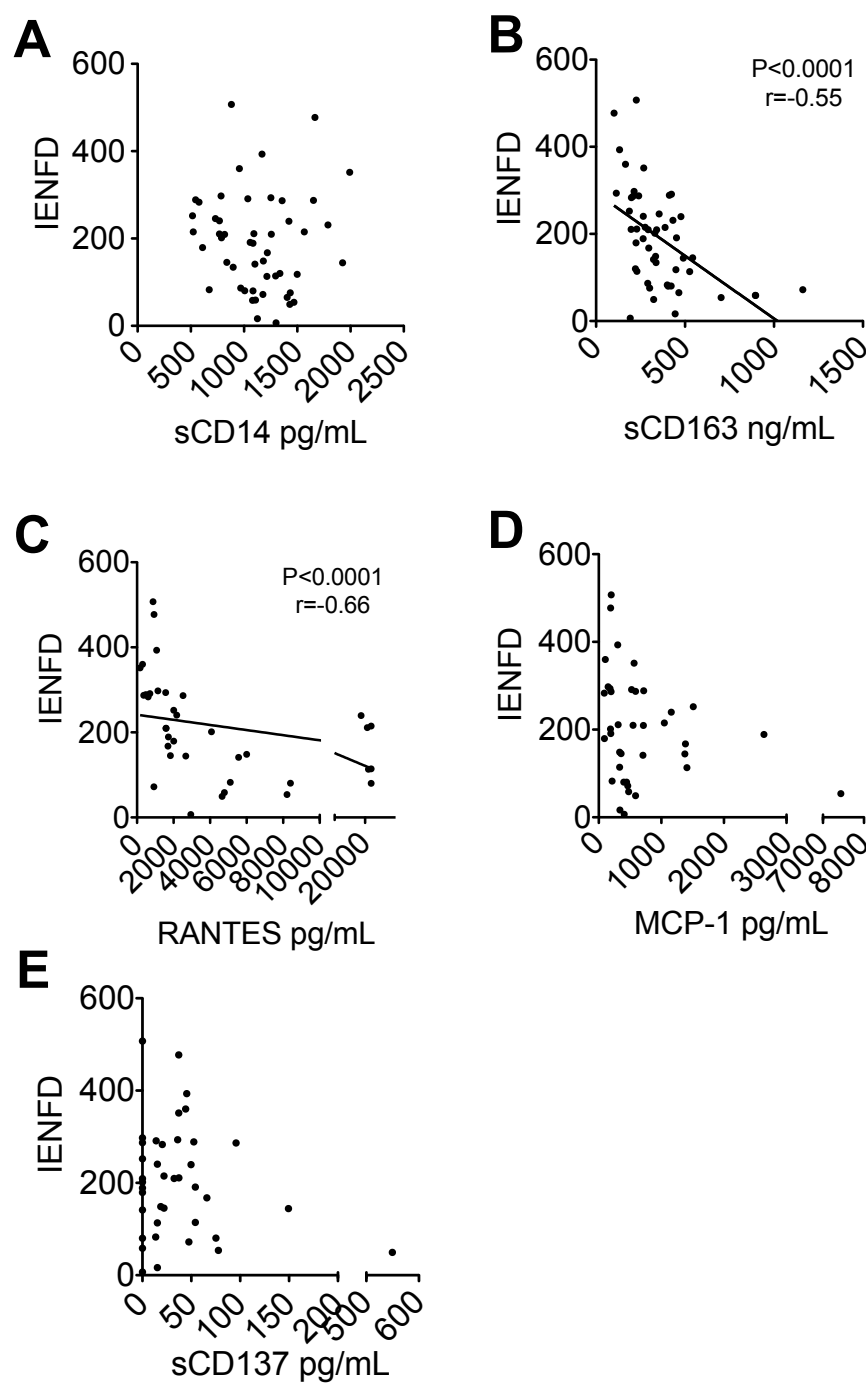 A
600
400
200
0
IENFD
0
500
1000
1500
2000
2500
sCD14 pg/mL
B
P<0.0001
r=-0.55
600
400
200
0
IENFD
0
500
1000
1500
sCD163 ng/mL
C
P<0.0001
r=-0.66
600
400
200
0
IENFD
0
2000
4000
6000
8000
10000
20000
RANTES pg/mL
D
600
400
200
0
IENFD
0
1000
2000
3000
7000
8000
MCP-1 pg/mL
E
600
400
200
0
IENFD
0
50
100
150
200
500
600
sCD137 pg/mL